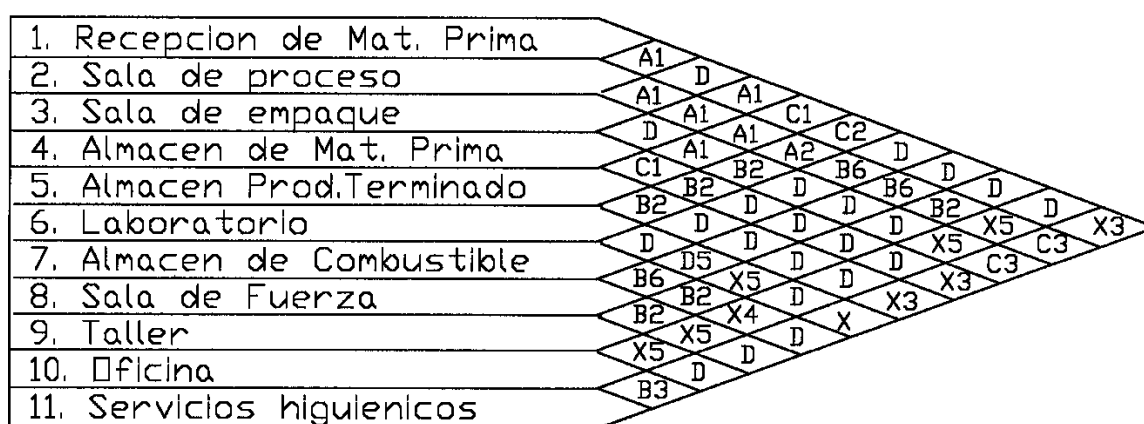 1. Recepcion de Mat. Prima
A1
D
2. Sala de proceso
A1 A1
A1 C1
3. Sala de empaque
D A1 C2
A1 A2 D
4. Almacen de Mat. Prima
C1 B2 B6 D
B2 D B6 D
5. Almacen Prod.Terminado
B2 D D B2 D
D D D X5 X3
6. Laboratorio
D D D X5 C3
D5 D D C3
7. Almacen de Combustible
B6 X5 D X3
B2 D X3
8. Sala de Fuerza
B2 X4 X
X5 D
9. Taller
X5 D
D
10. Oficina
B3
11. Servicios higuienicos